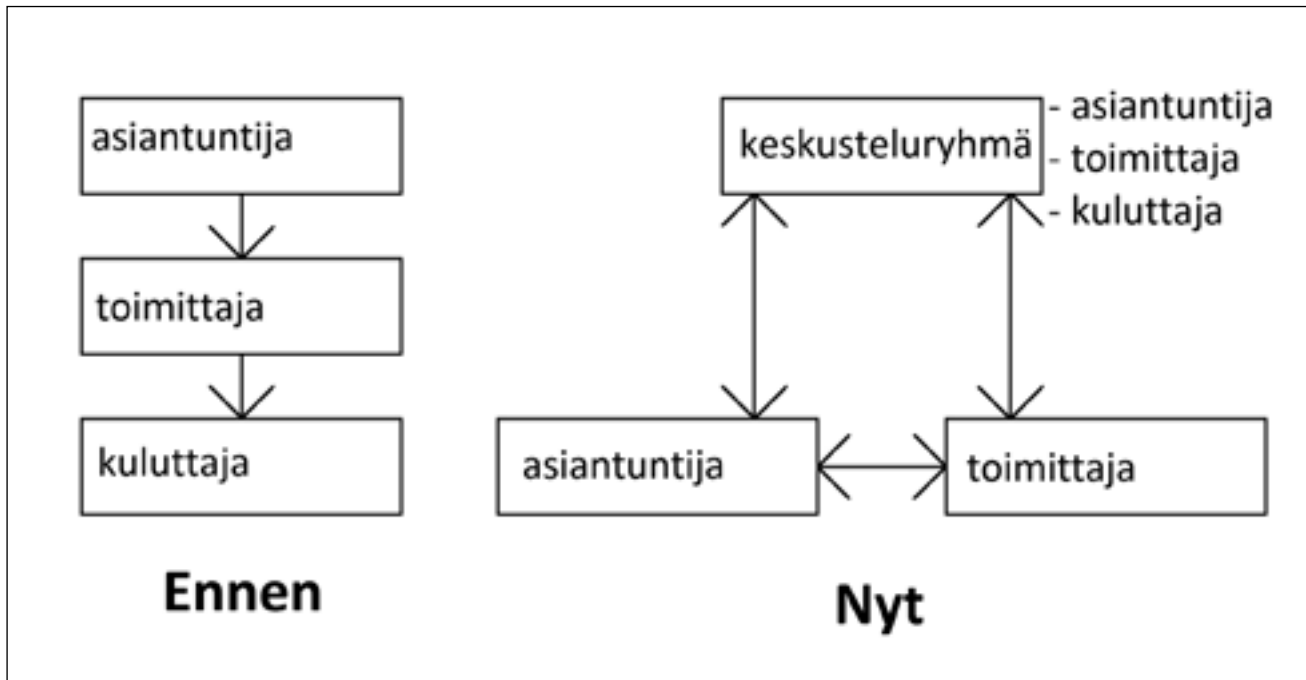 asiantuntija
toimittaja
kuluttaja
Ennen
keskusteluryhmä
- asiantuntija
- toimittaja
- kuluttaja
asiantuntija
toimittaja
Nyt